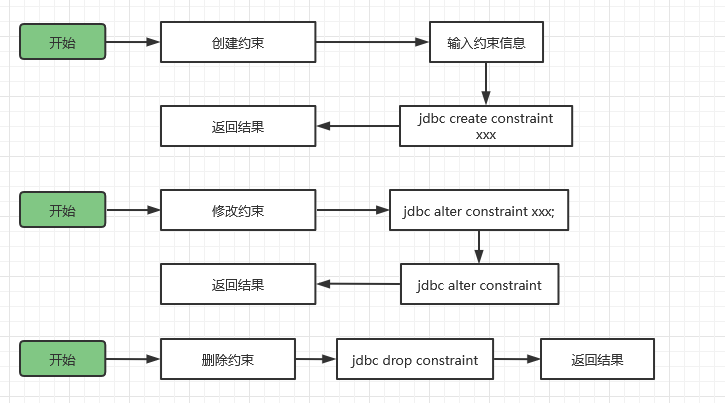 开始
创建约束
输入约束信息
jdbc create constraint
xxx
返回结果
开始
修改约束
jdbc alter constraint xxx;
jdbc alter constraint
返回结果
开始
删除约束
jdbc drop constraint
返回结果